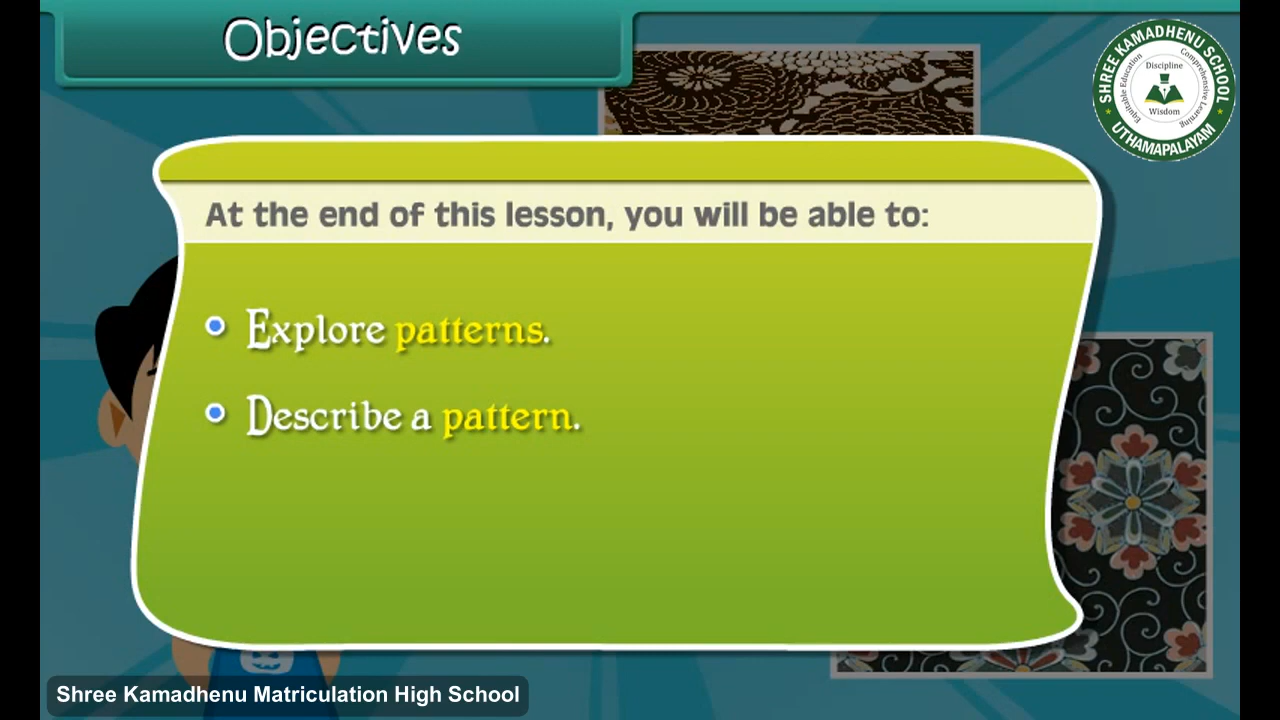 Objectives
SHREE KAMADHENU SCHOOL
Equitable Education
Discipline
Comprehensive Learning
Wisdom
UTHAMAPALAYAM
At the end of this lesson, you will be able to:
Explore patterns.
Describe a pattern.
Shree Kamadhenu Matriculation High School